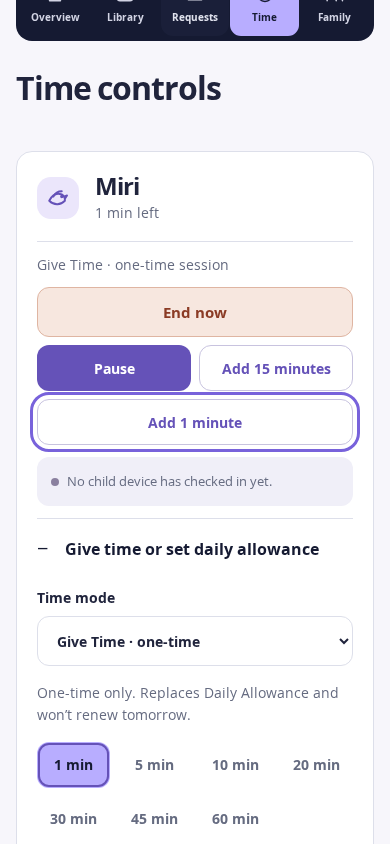 Overview Library Requests Time Family
Time controls
Miri
1 min left
Give Time · one-time session
End now
Pause Add 15 minutes
Add 1 minute
No child device has checked in yet.
− Give time or set daily allowance
Time mode
Give Time · one-time
One-time only. Replaces Daily Allowance and
won’t renew tomorrow.
1 min 5 min 10 min 20 min
30 min 45 min 60 min